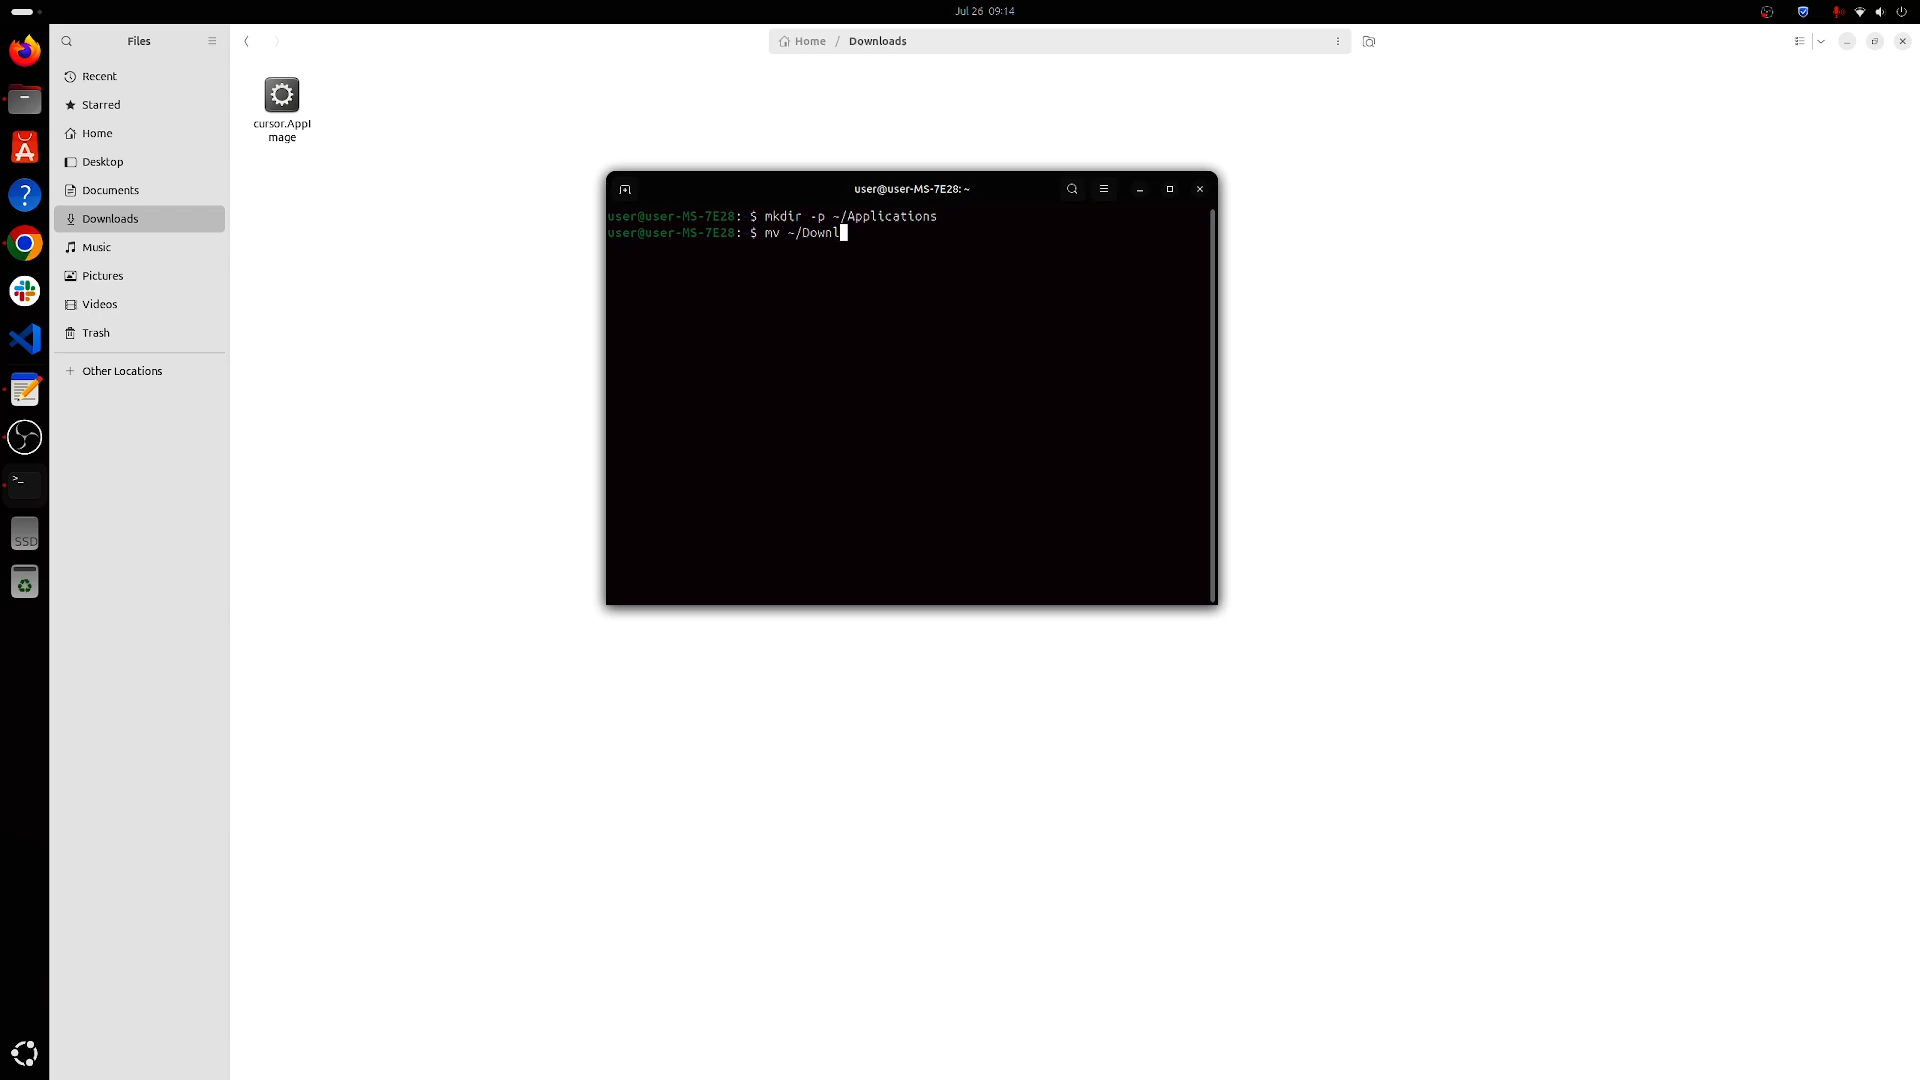 Jul 26 09:14
Files
Home / Downloads
Recent
Starred
Home
Desktop
Documents
Downloads
Music
Pictures
Videos
Trash
Other Locations
cursor.AppI
mage
user@user-MS-7E28: ~
user@user-MS-7E28: $ mkdir -p ~/Applications
user@user-MS-7E28: $ mv ~/Downl
A
?
>_
SSD